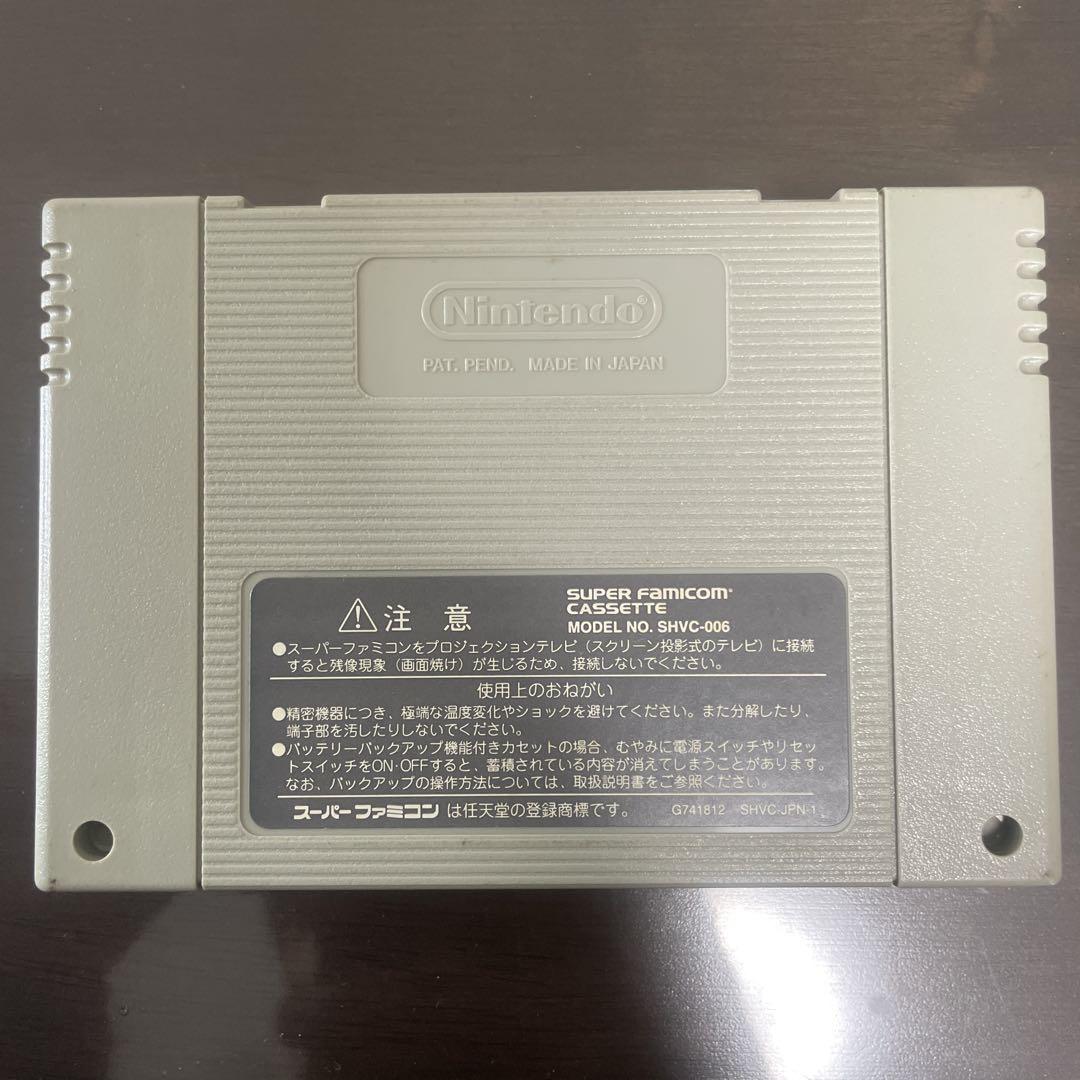 Nintendo®
PAT. PEND. MADE IN JAPAN
⚠注 意
SUPER FAMICOM®
CASSETTE
MODEL NO. SHVC-006
●スーパーファミコンをプロジェクションテレビ（スクリーン投影式のテレビ）に接続
すると残像現象（画面焼け）が生じるため、接続しないでください。
使用上のおねがい
●精密機器につき、極端な温度変化やショックを避けてください。また分解したり、
端子部を汚したりしないでください。
●バッテリーバックアップ機能付きカセットの場合、むやみに電源スイッチやリセッ
トスイッチをON·OFFすると、蓄積されている内容が消えてしまうことがあります。
なお、バックアップの操作方法については、取扱説明書をご参照ください。
スーパーファミコンは任天堂の登録商標です。
G741812 SHVC-JPN-1